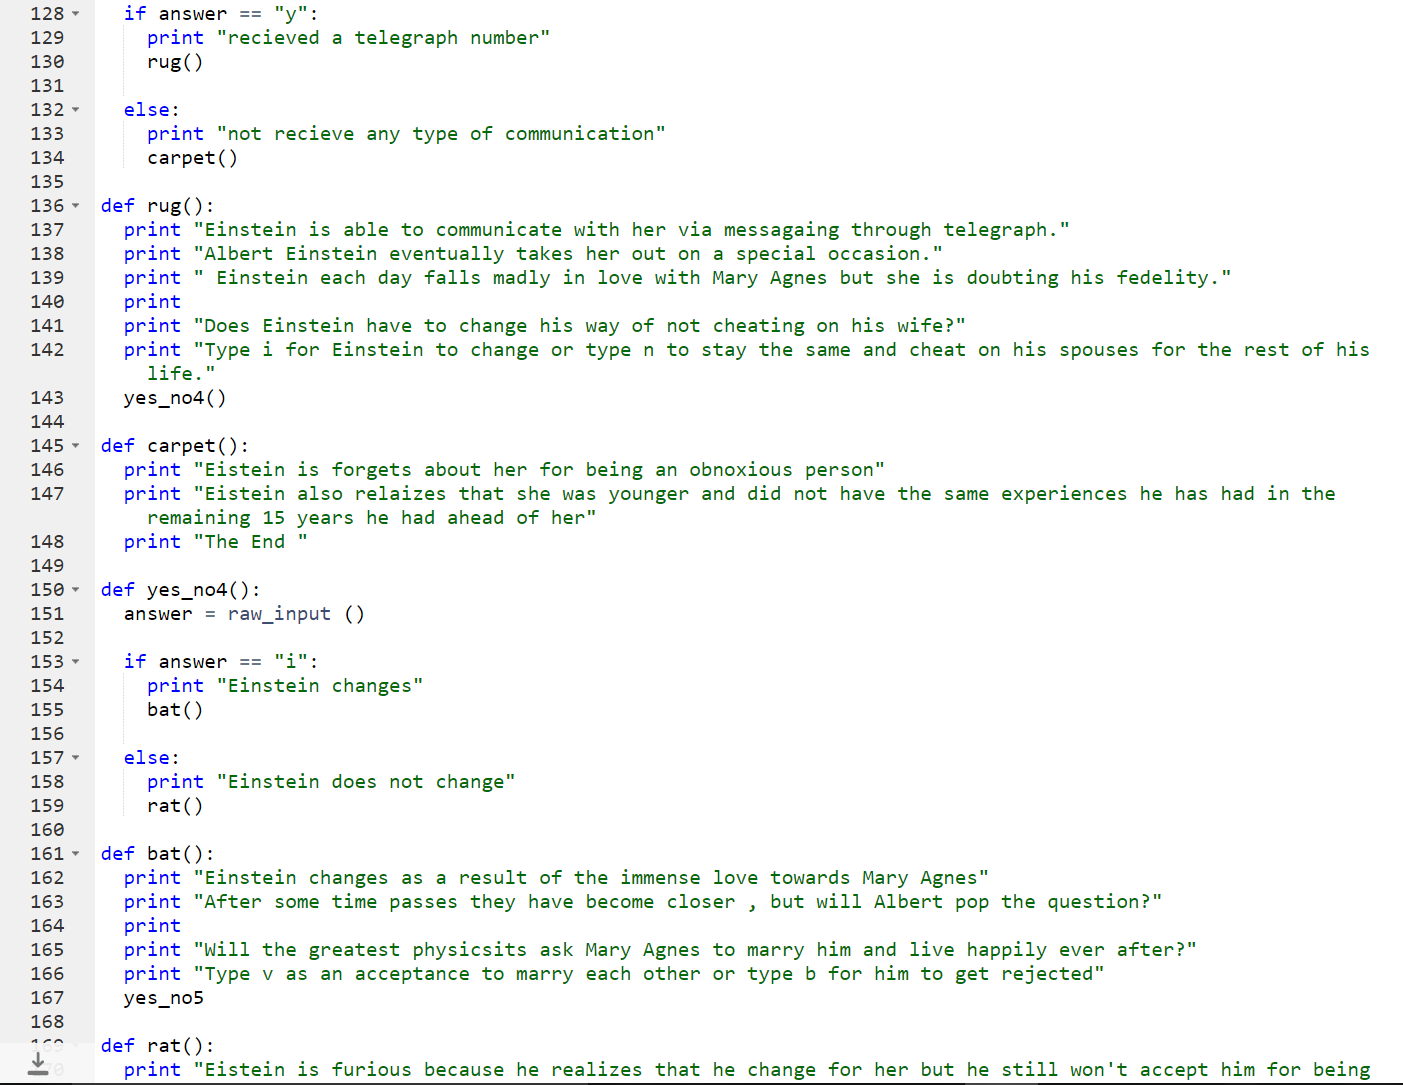 128 if answer == "y":
129 print "recieved a telegraph number"
130 rug()
131
132 else:
133 print "not recieve any type of communication"
134 carpet()
135
136 def rug():
137 print "Einstein is able to communicate with her via messagaing through telegraph."
138 print "Albert Einstein eventually takes her out on a special occasion."
139 print " Einstein each day falls madly in love with Mary Agnes but she is doubting his fedelity."
140 print
141 print "Does Einstein have to change his way of not cheating on his wife?"
142 print "Type i for Einstein to change or type n to stay the same and cheat on his spouses for the rest of his
life."
143 yes_no4()
144
145 def carpet():
146 print "Eistein is forgets about her for being an obnoxious person"
147 print "Eistein also relaizes that she was younger and did not have the same experiences he has had in the
remaining 15 years he had ahead of her"
148 print "The End "
149
150 def yes_no4():
151 answer = raw_input ()
152
153 if answer == "i":
154 print "Einstein changes"
155 bat()
156
157 else:
158 print "Einstein does not change"
159 rat()
160
161 def bat():
162 print "Einstein changes as a result of the immense love towards Mary Agnes"
163 print "After some time passes they have become closer , but will Albert pop the question?"
164 print
165 print "Will the greatest physicsits ask Mary Agnes to marry him and live happily ever after?"
166 print "Type v as an acceptance to marry each other or type b for him to get rejected"
167 yes_no5
168
169 def rat():
170 print "Eistein is furious because he realizes that he change for her but he still won't accept him for being